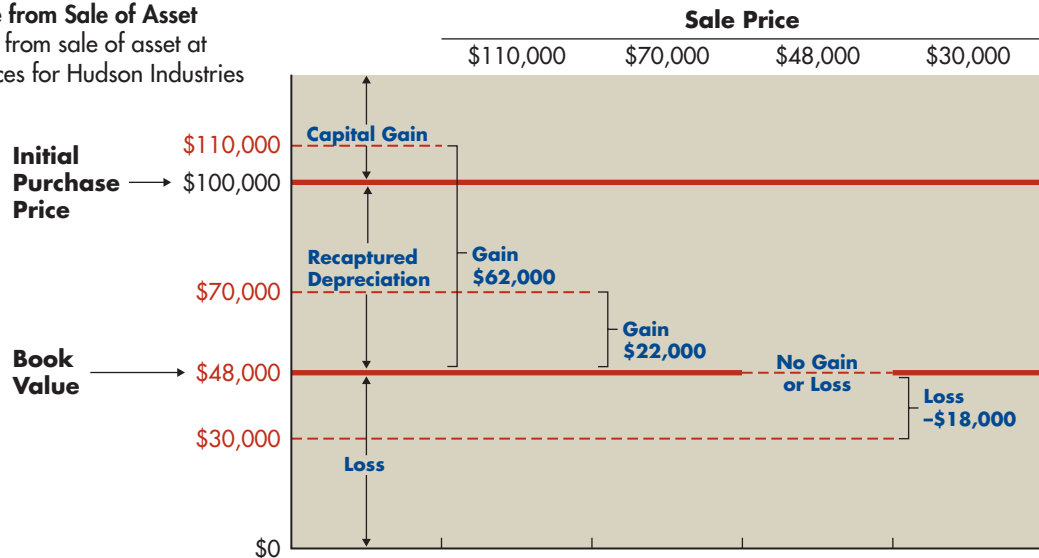 from Sale of Asset
from sale of asset at
for Hudson Industries
Sale Price
$110,000 $70,000 $48,000 $30,000
Capital Gain
$110,000
Initial
Purchase
Price
$100,000
Recaptured
Depreciation
Gain
$62,000
$70,000
Gain
$22,000
Book
Value
$48,000
No Gain
or Loss
Loss
–$18,000
$30,000
Loss
$0